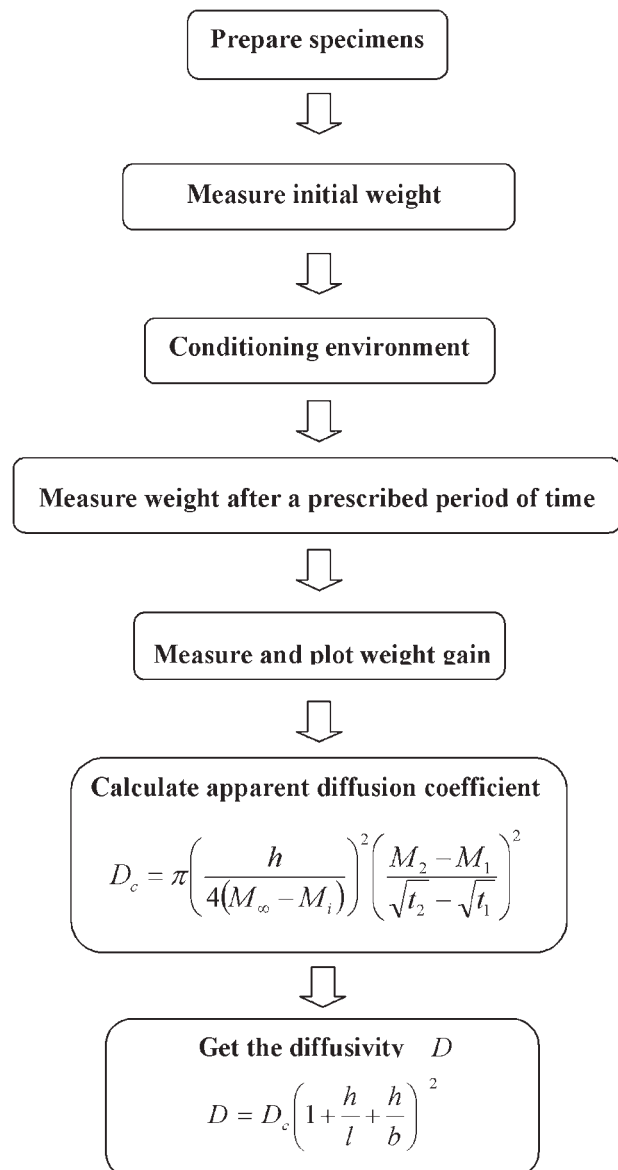 Prepare specimens
Measure initial weight
Conditioning environment
Measure weight after a prescribed period of time
Measure and plot weight gain
Calculate apparent diffusion coefficient
D_c = π(h / 4(M_∞ − M_i))^2 ((M_2 − M_1) / (√t_2 − √t_1))^2
Get the diffusivity D
D = D_c(1 + h/l + h/b)^2